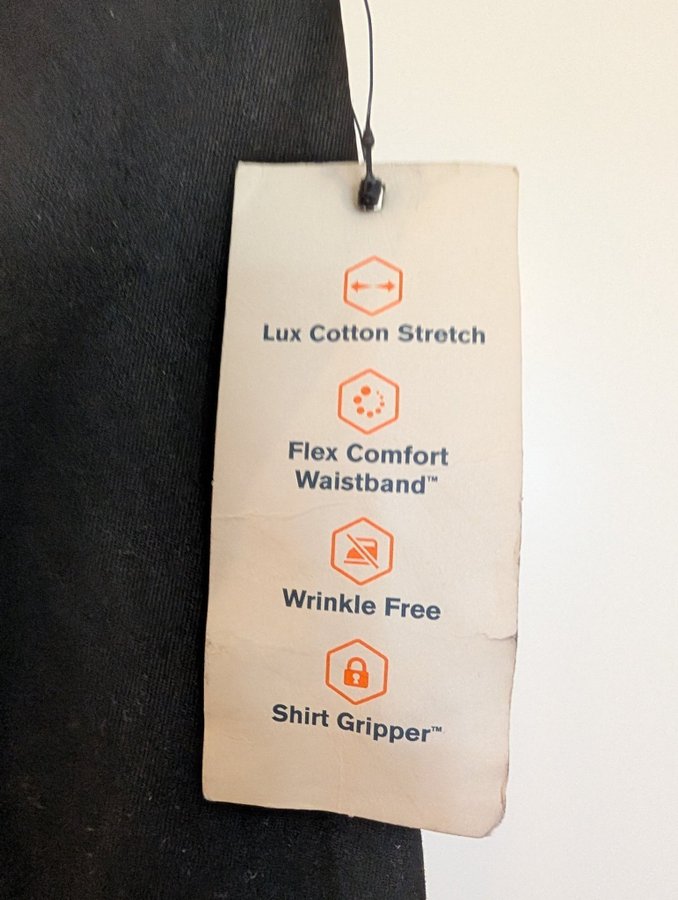 Lux Cotton Stretch
Flex Comfort
Waistband™
Wrinkle Free
Shirt Gripper™